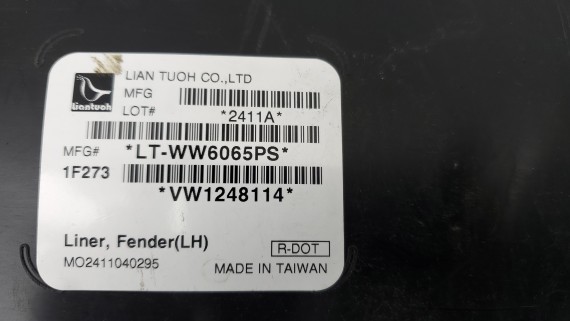 LIAN TUOH CO.,LTD
Liantuoh
MFG
LOT#
*2411A*
MFG# *LT-WW6065PS*
1F273
*VW1248114*
Liner, Fender(LH)
R-DOT
MO2411040295
MADE IN TAIWAN